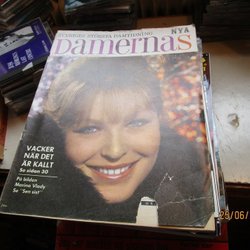 SVERIGES STÖRSTA DAMTIDNING
NYA
Damernas
VACKER
NÄR DET
ÄR KALLT
Se sidan 30
På bilden
Marina Vlady
Se "Sen sist"
29/06